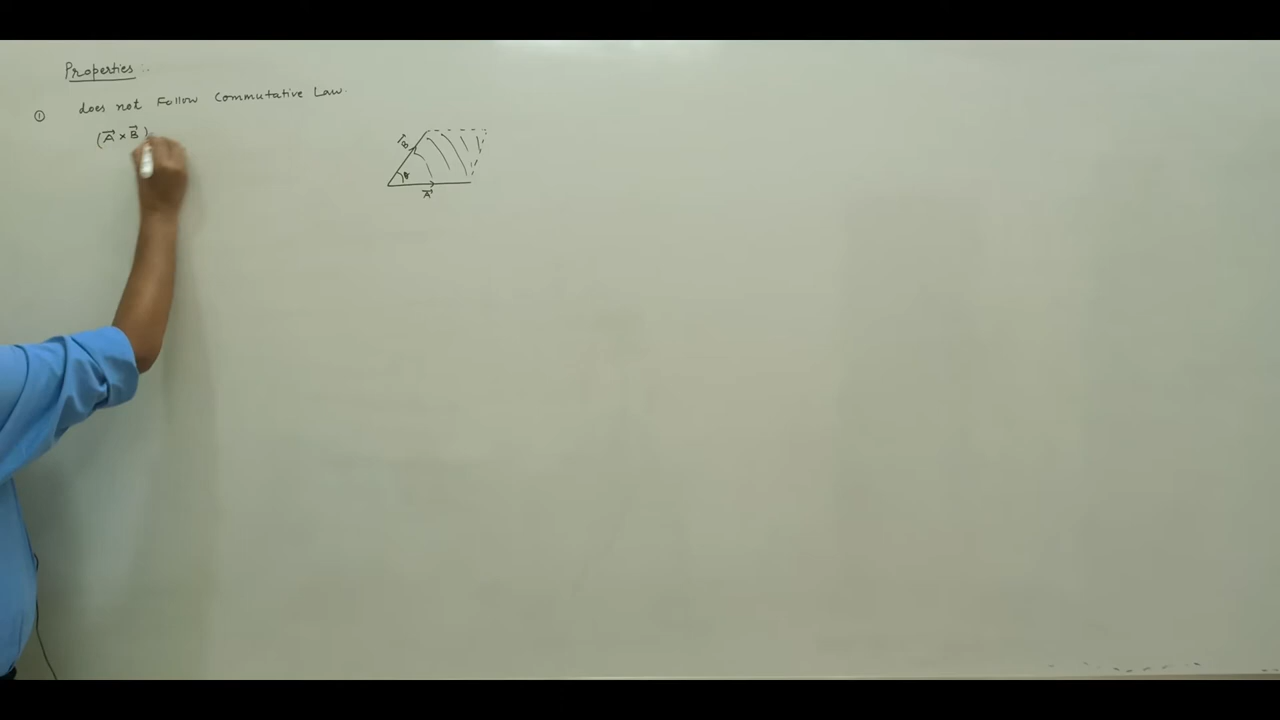 Properties :-
① does not Follow Commutative Law.
(A⃗ × B⃗)
B⃗
θ
A⃗